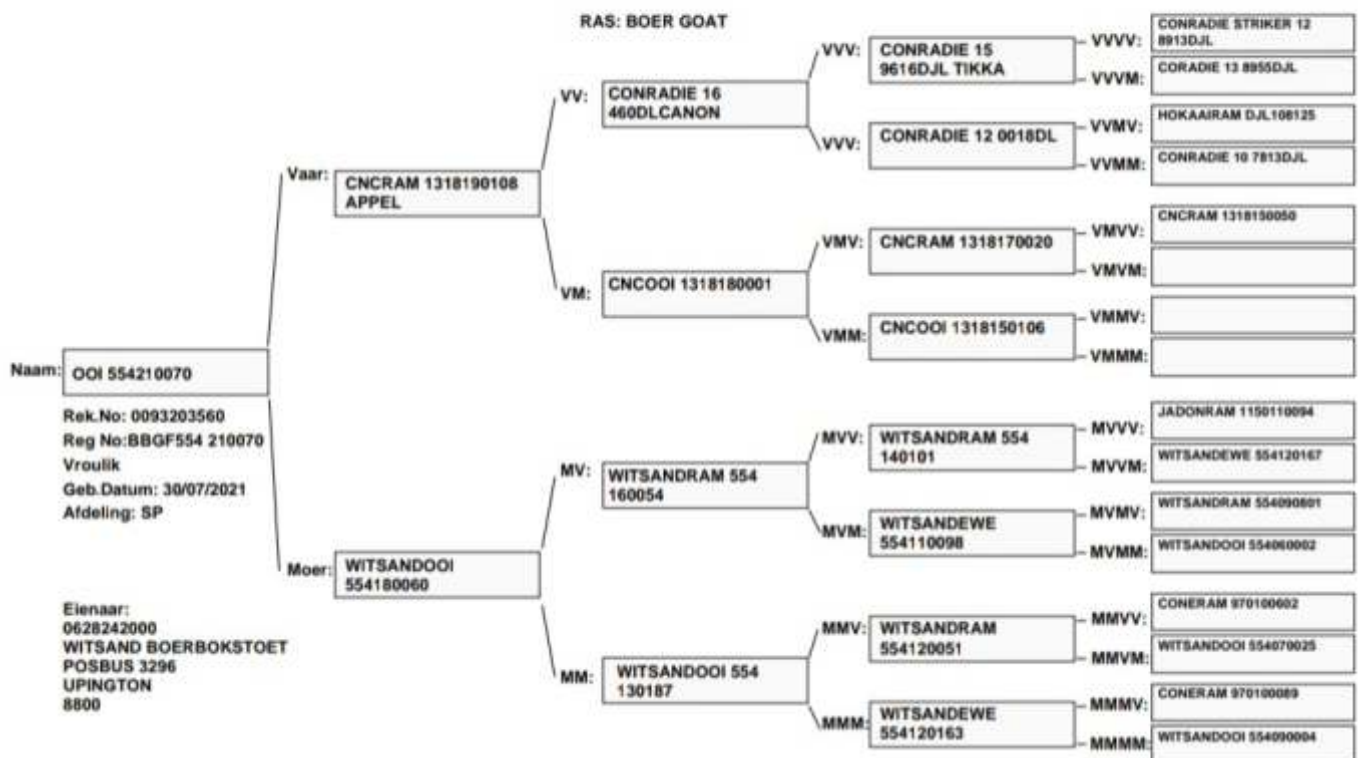 RAS: BOER GOAT
Naam: OOI 554210070
Rek.No: 0093203560
Reg No:BBGF554 210070
Vroulik
Geb.Datum: 30/07/2021
Afdeling: SP
Eienaar:
0628242000
WITSAND BOERBOKSTOET
POSBUS 3296
UPINGTON
8800
Vaar: CNCRAM 1318190108
APPEL
Moer: WITSANDOOI
554180060
VV: CONRADIE 16
460DLCANON
VM: CNCOOI 1318180001
MV: WITSANDRAM 554
160054
MM: WITSANDOOI 554
130187
VVV: CONRADIE 15
9616DJL TIKKA
VVV: CONRADIE 12 0018DL
VMV: CNCRAM 1318170020
VMM: CNCOOI 1318150106
MVV: WITSANDRAM 554
140101
MVM: WITSANDEWE
554110098
MMV: WITSANDRAM
554120051
MMM: WITSANDEWE
554120163
VVVV: CONRADIE STRIKER 12
8913DJL
VVVM: CORADIE 13 8955DJL
VVMV: HOKAAIRAM DJL108125
VVMM: CONRADIE 10 7813DJL
VMVV: CNCRAM 1318150050
VMVM:
VMMV:
VMMM:
MVVV: JADONRAM 1150110094
MVVM: WITSANDEWE 554120167
MVMV: WITSANDRAM 554090801
MVMM: WITSANDOOI 554060002
MMVV: CONERAM 970100602
MMVM: WITSANDOOI 554070025
MMMV: CONERAM 970100089
MMMM: WITSANDOOI 554090004